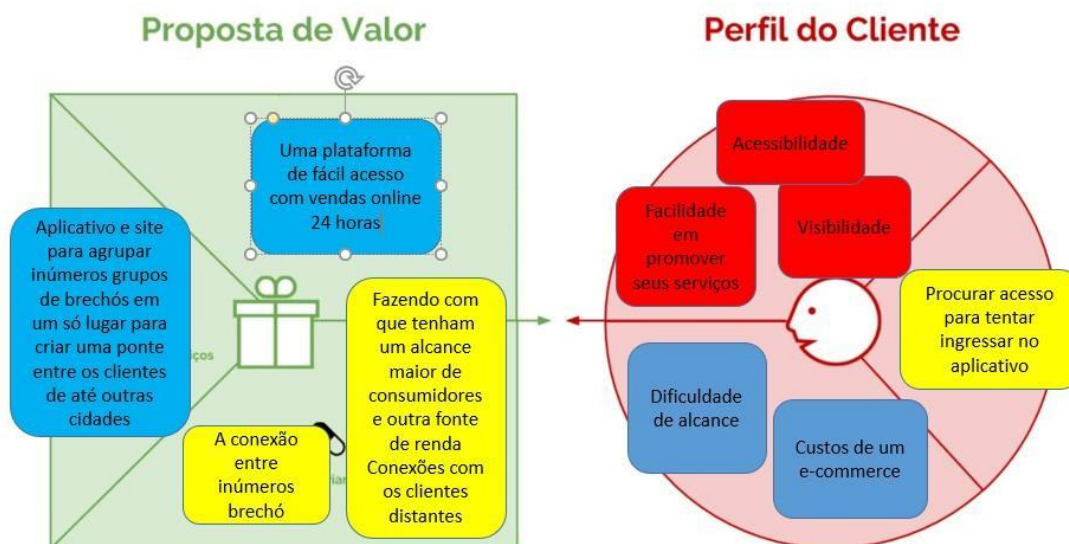 Proposta de Valor
Perfil do Cliente
Uma plataforma
de fácil acesso
com vendas online
24 horas
Aplicativo e site
para agrupar
inúmeros grupos
de brechós em
um só lugar para
criar uma ponte
entre os clientes
de até outras
cidades
Fazendo com
que tenham
um alcance
maior de
consumidores
e outra fonte
de renda
Conexões com
os clientes
distantes
A conexão
entre
inúmeros
brechó
Acessibilidade
Facilidade
em
promover
seus serviços
Visibilidade
Procurar acesso
para tentar
ingressar no
aplicativo
Dificuldade
de alcance
Custos de um
e-commerce